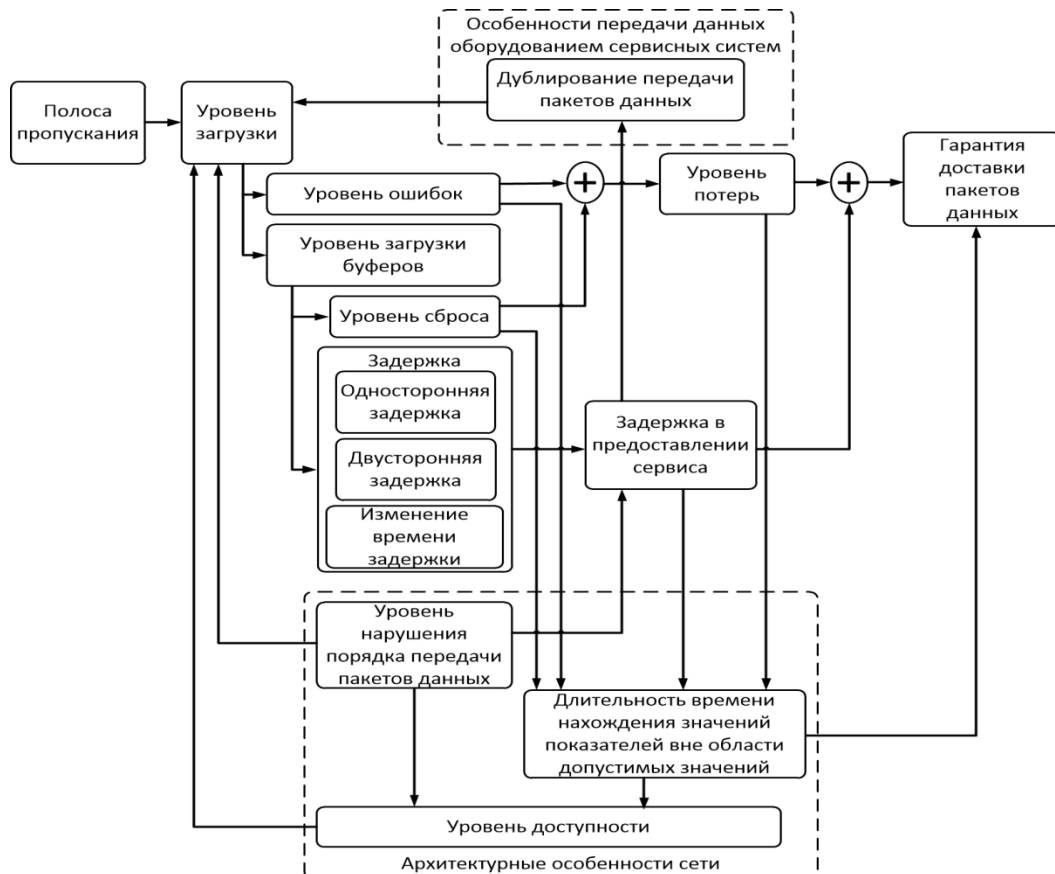 Особенности передачи данных
оборудованием сервисных систем
Дублирование передачи
пакетов данных
Полоса
пропускания
Уровень
загрузки
Гарантия
доставки
пакетов
данных
Уровень ошибок
+
Уровень
потерь
+
Уровень загрузки
буферов
Уровень сброса
Задержка
Односторонняя
задержка
Двусторонняя
задержка
Изменение
времени
задержки
Задержка в
предоставлении
сервиса
Уровень
нарушения
порядка передачи
пакетов данных
Длительность времени
нахождения значений
показателей вне области
допустимых значений
Уровень доступности
Архитектурные особенности сети